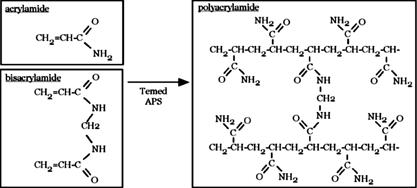 acrylamide
O
CH2=CH-C
NH2
bisacrylamide
O
CH2=CH-C
NH
CH2
NH
CH2=CH-C
O
Temed
APS
polyacrylamide
NH2 O NH2 O
C C
CH2-CH-CH2-CH-CH2-CH-CH2-CH-CH2-CH-
C C C
O NH2 O NH O NH2
CH2
NH2 O O NH NH2 O
C C C
CH2-CH-CH2-CH-CH2-CH-CH2-CH-CH2-CH-
C C
O NH2 O NH2